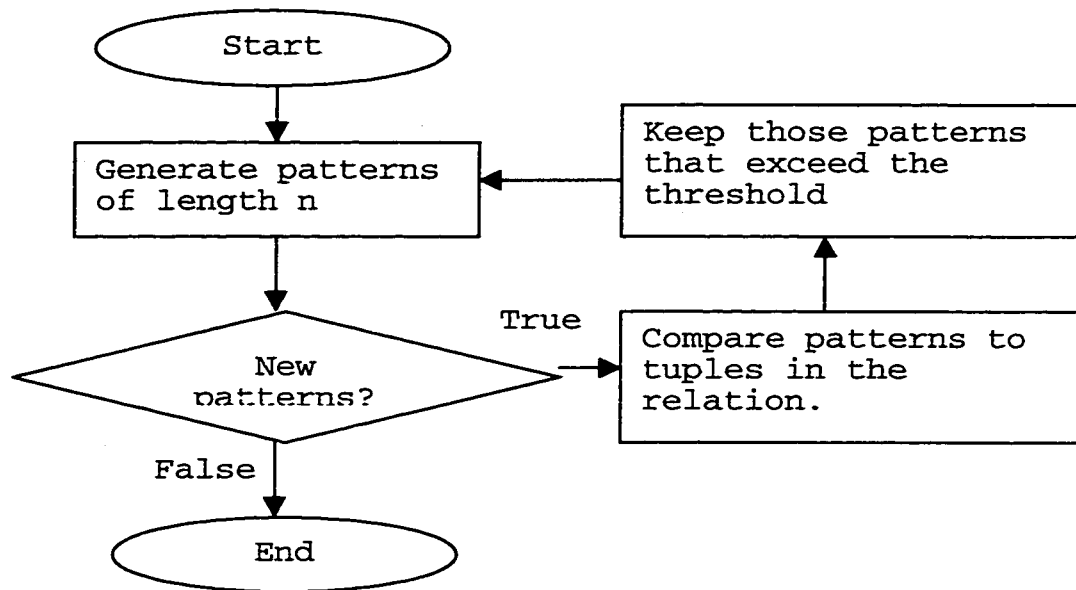 Start
Generate patterns
of length n
New
patterns?
True
False
End
Compare patterns to
tuples in the
relation.
Keep those patterns
that exceed the
threshold